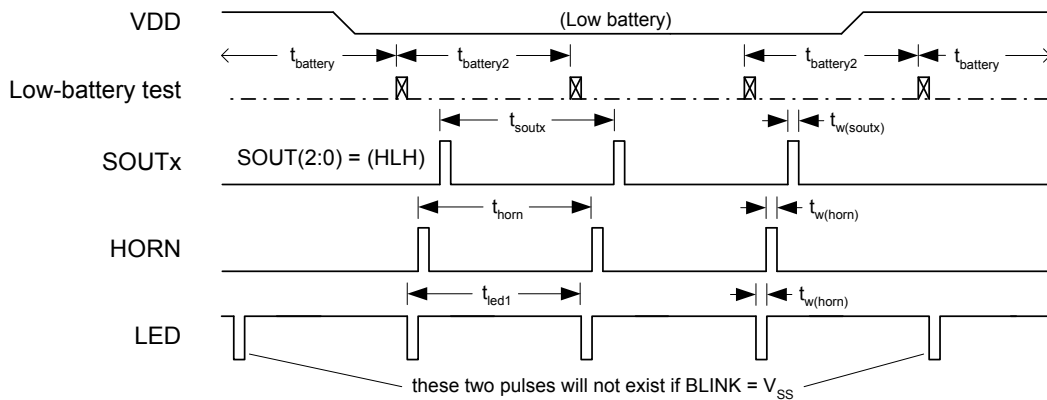 VDD
(Low battery)
t_battery t_battery2 t_battery2 t_battery
Low-battery test
t_soutx t_w(soutx)
SOUTx
SOUT(2:0) = (HLH)
t_horn t_w(horn)
HORN
t_led1 t_w(horn)
LED
these two pulses will not exist if BLINK = V_SS